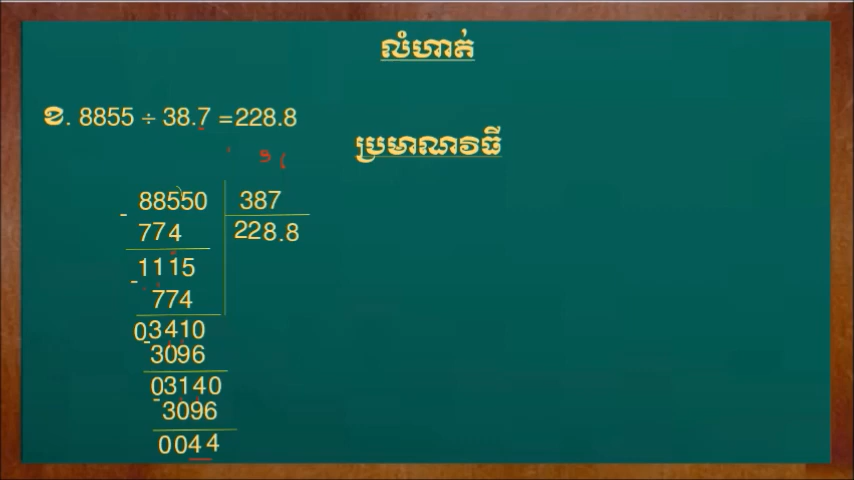 លំហាត់
ខ. 8855 ÷ 38.7 =228.8
ប្រមាណវិធី
88550 387
- 774 228.8
1115
- 774
03410
- 3096
03140
- 3096
0044